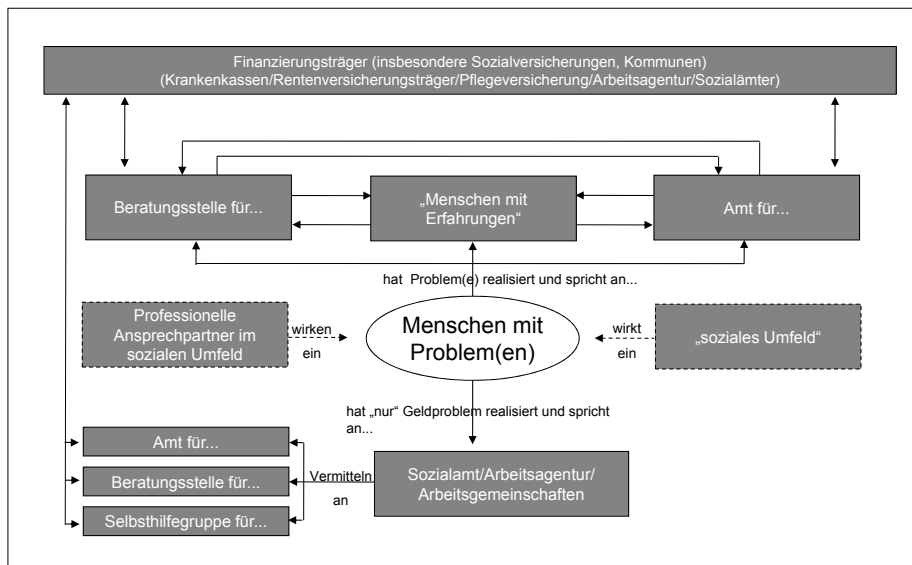 Finanzierungsträger (insbesondere Sozialversicherungen, Kommunen)
(Krankenkassen/Rentenversicherungsträger/Pflegeversicherung/Arbeitsagentur/Sozialämter)
Beratungsstelle für...
„Menschen mit
Erfahrungen“
Amt für...
hat Problem(e) realisiert und spricht an...
Professionelle
Ansprechpartner im
sozialen Umfeld
wirken
ein
Menschen mit
Problem(en)
wirkt
ein
„soziales Umfeld“
hat „nur“ Geldproblem realisiert und spricht
an...
Amt für...
Beratungsstelle für...
Selbsthilfegruppe für...
Vermitteln
an
Sozialamt/Arbeitsagentur/
Arbeitsgemeinschaften